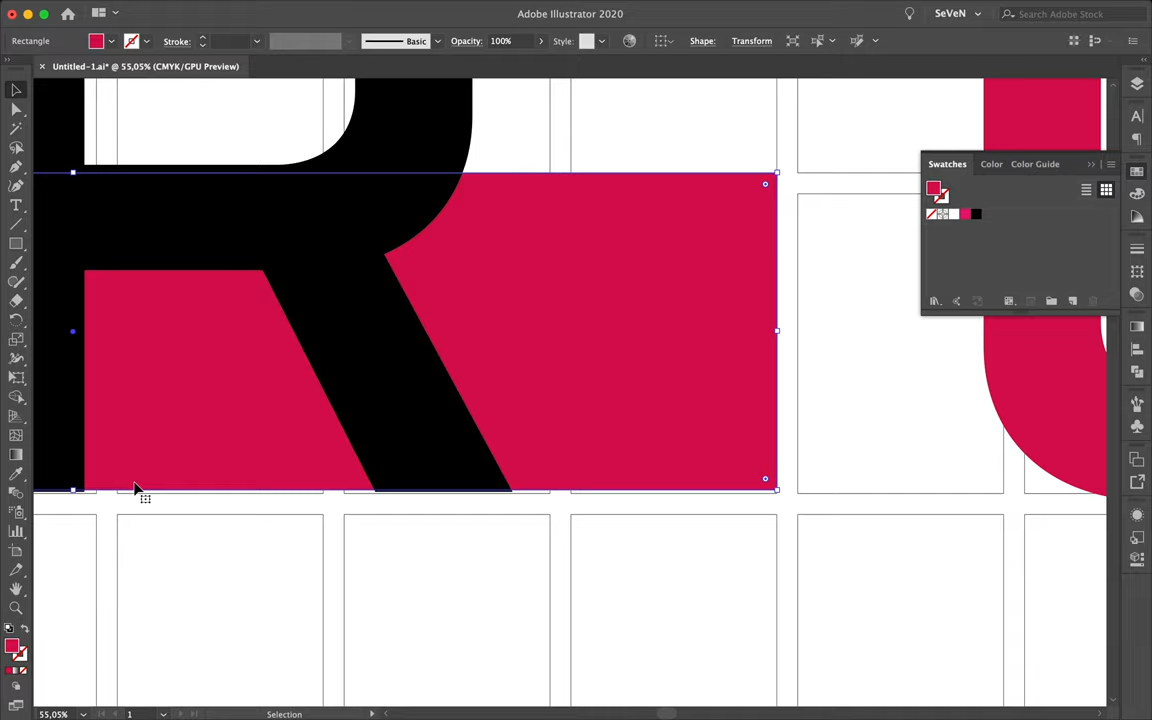 Adobe Illustrator 2020
SeVeN
Search Adobe Stock
Rectangle
Stroke:
Basic
Opacity:
100%
Style:
Shape:
Transform
Untitled-1.ai* @ 55,05% (CMYK/GPU Preview)
Swatches
Color
Color Guide
R
55,05%
1
Selection